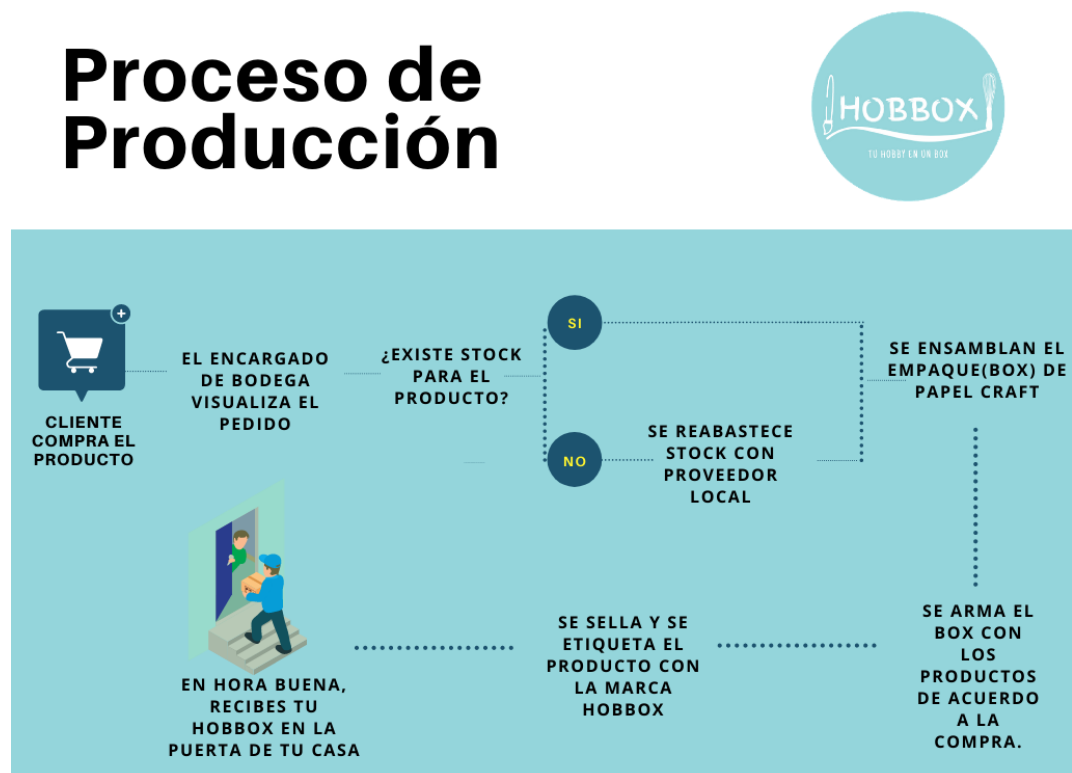 Proceso de
Producción
HOBBOX
TU HOBBY EN UN BOX
CLIENTE
COMPRA EL
PRODUCTO
EL ENCARGADO
DE BODEGA
VISUALIZA EL
PEDIDO
¿EXISTE STOCK
PARA EL
PRODUCTO?
SI
NO
SE REABASTECE
STOCK CON
PROVEEDOR
LOCAL
SE ENSAMBLAN EL
EMPAQUE(BOX) DE
PAPEL CRAFT
SE ARMA EL
BOX CON
LOS
PRODUCTOS
DE ACUERDO
A LA
COMPRA.
SE SELLA Y SE
ETIQUETA EL
PRODUCTO CON
LA MARCA
HOBBOX
EN HORA BUENA,
RECIBES TU
HOBBOX EN LA
PUERTA DE TU CASA